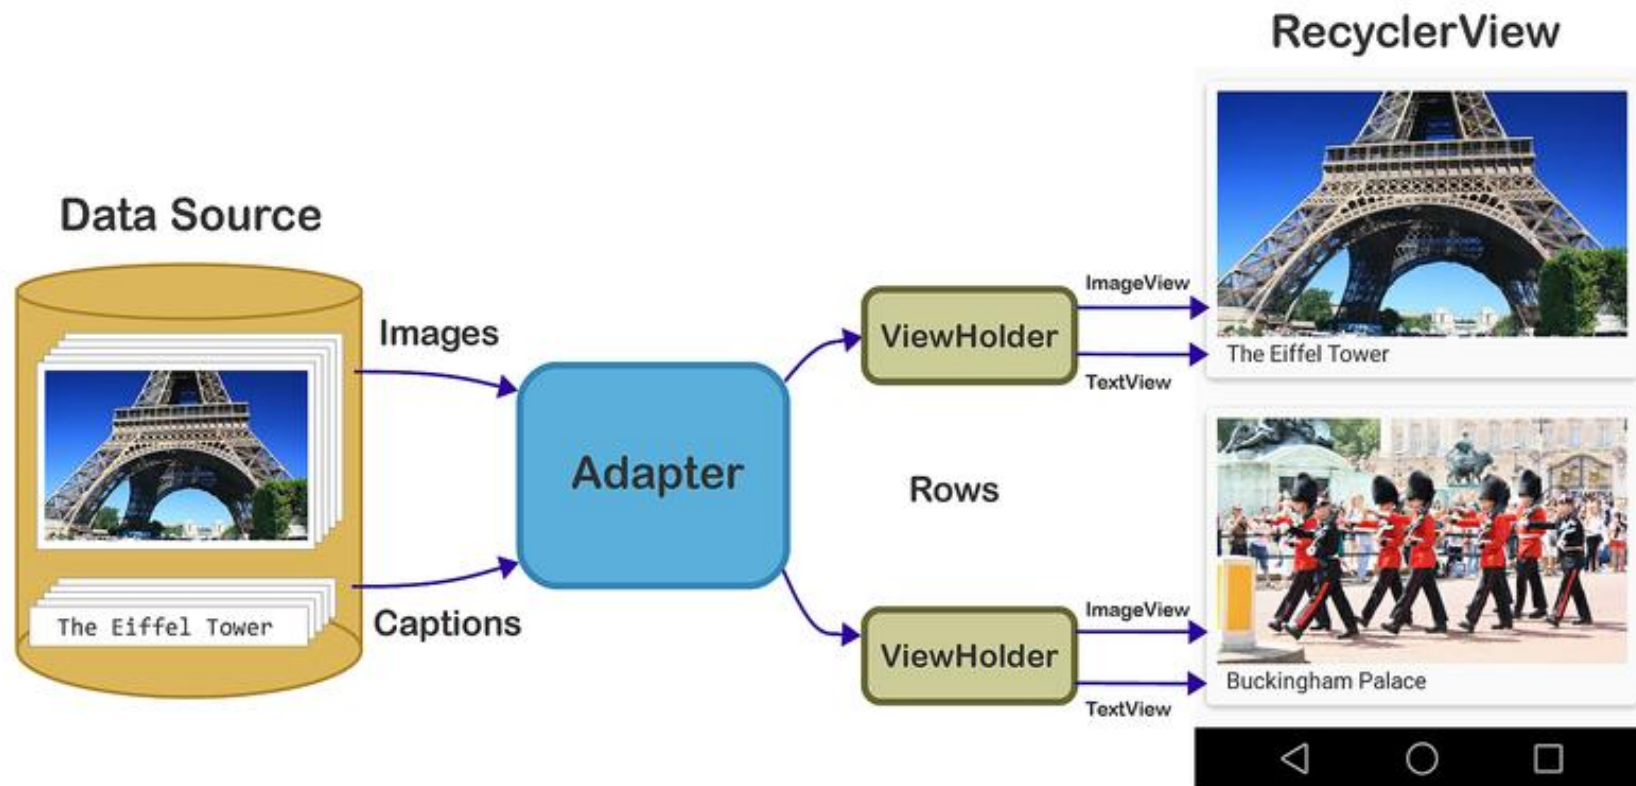 RecyclerView
Data Source
Images
The Eiffel Tower
Captions
Adapter
ViewHolder
ImageView
TextView
The Eiffel Tower
Rows
ViewHolder
ImageView
TextView
Buckingham Palace